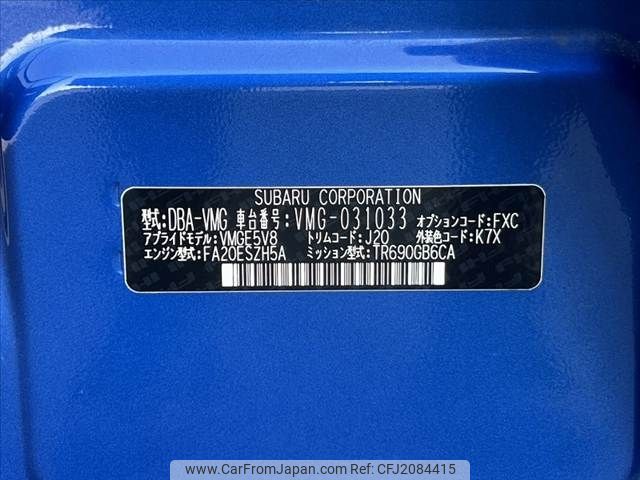 SUBARU CORPORATION
型式:DBA-VMG 車台番号:VMG-031033 オプションコード:FXC
アプライドモデル:VMGE5V8 トリムコード:J20 外装色コード:K7X
エンジン型式:FA20ESZH5A ミッション型式:TR690GB6CA
www.CarFromJapan.com - CFJ2084415